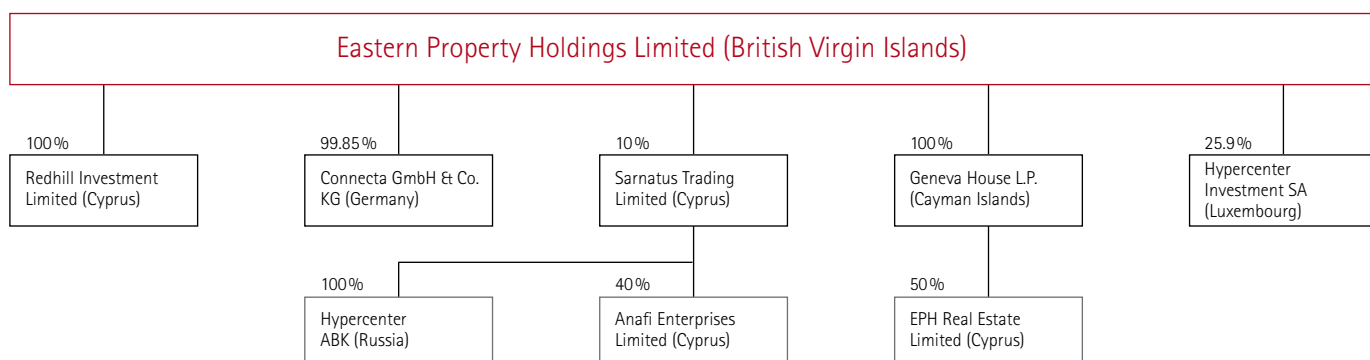 Eastern Property Holdings Limited (British Virgin Islands)
100%
Redhill Investment
Limited (Cyprus)
99.85%
Connecta GmbH & Co.
KG (Germany)
10%
Sarnatus Trading
Limited (Cyprus)
100%
Geneva House L.P.
(Cayman Islands)
25.9%
Hypercenter
Investment SA
(Luxembourg)
100%
Hypercenter
ABK (Russia)
40%
Anafi Enterprises
Limited (Cyprus)
50%
EPH Real Estate
Limited (Cyprus)